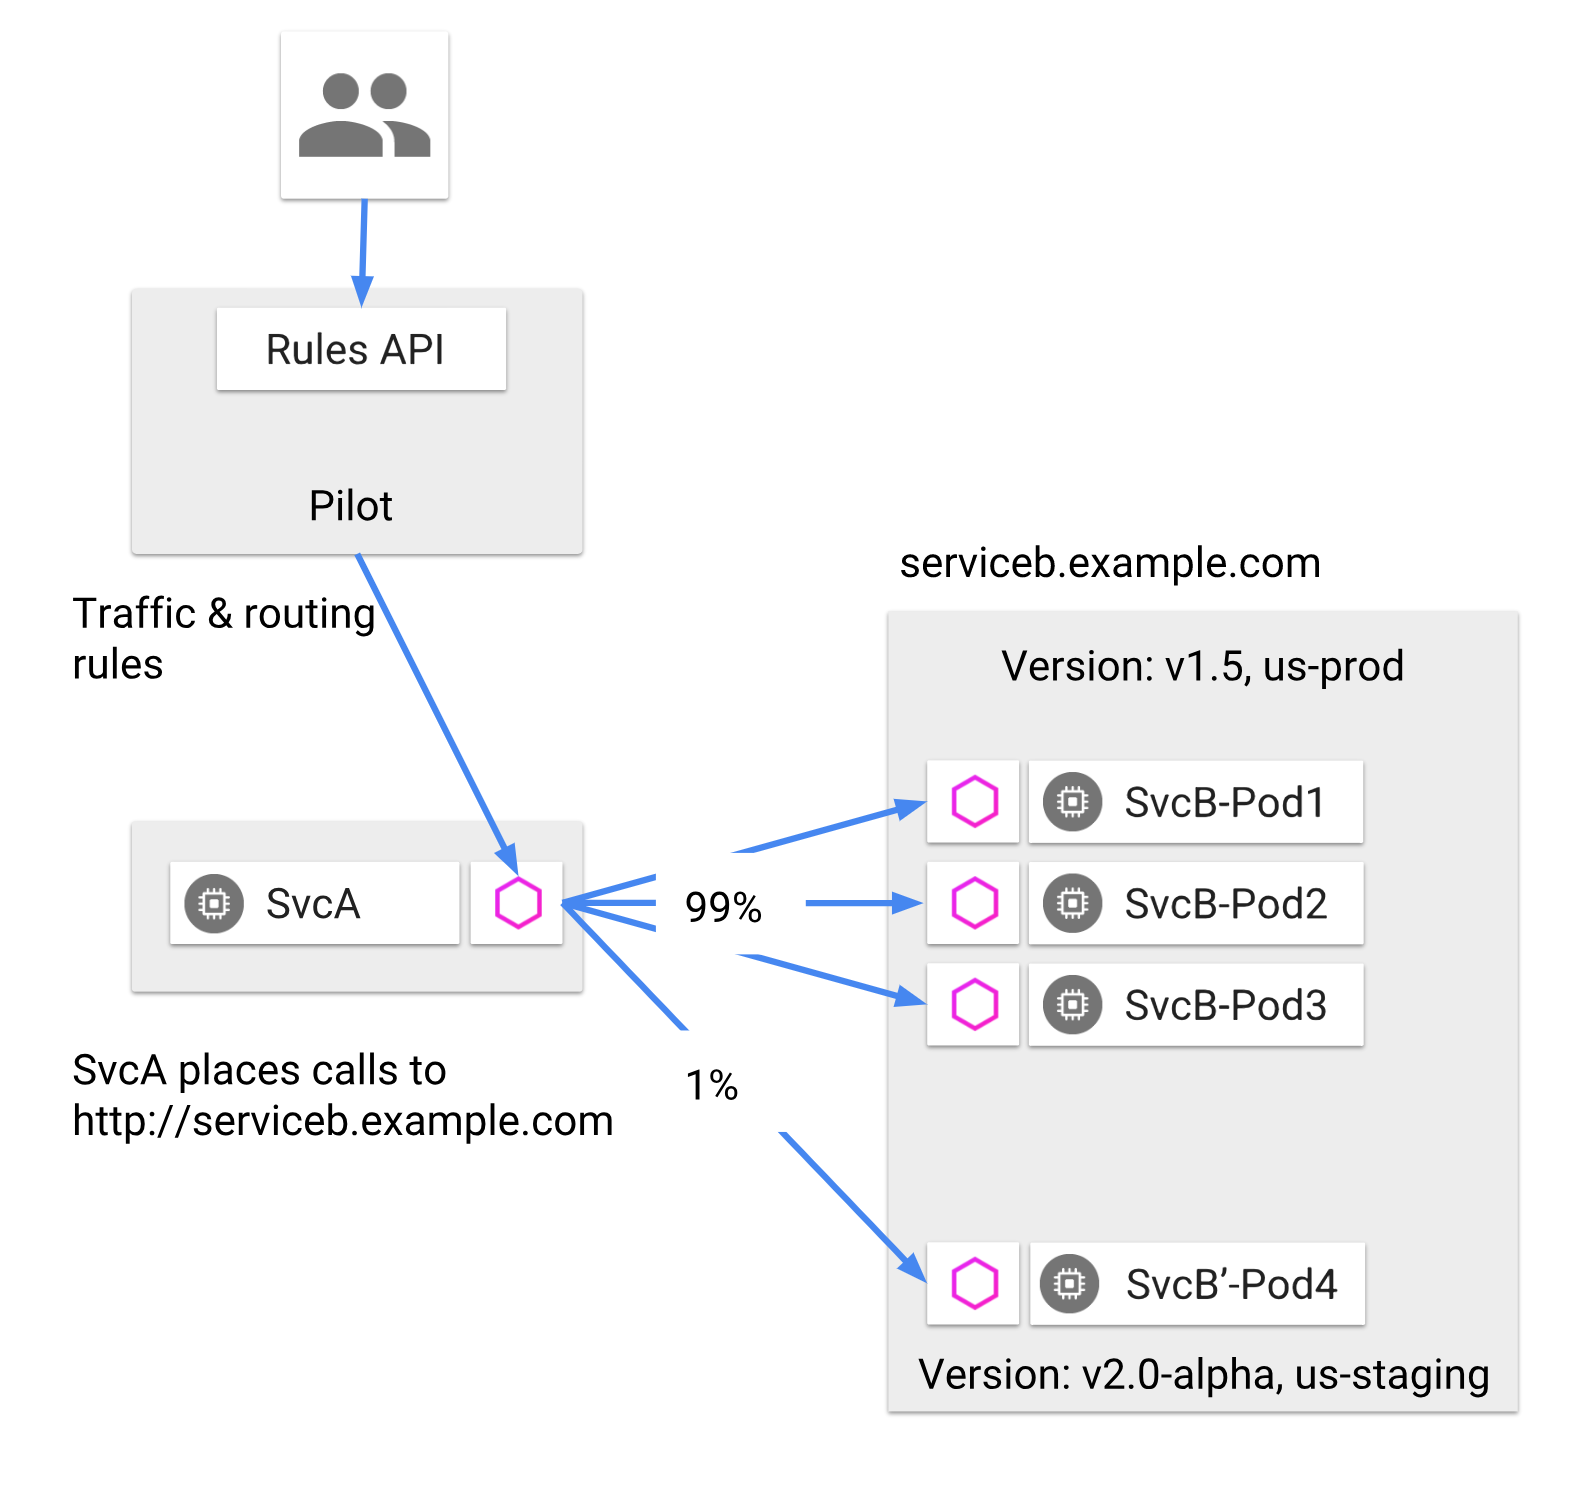 Rules API
Pilot
Traffic & routing
rules
serviceb.example.com
Version: v1.5, us-prod
SvcB-Pod1
SvcA
99%
SvcB-Pod2
SvcB-Pod3
SvcA places calls to
http://serviceb.example.com
1%
SvcB’-Pod4
Version: v2.0-alpha, us-staging